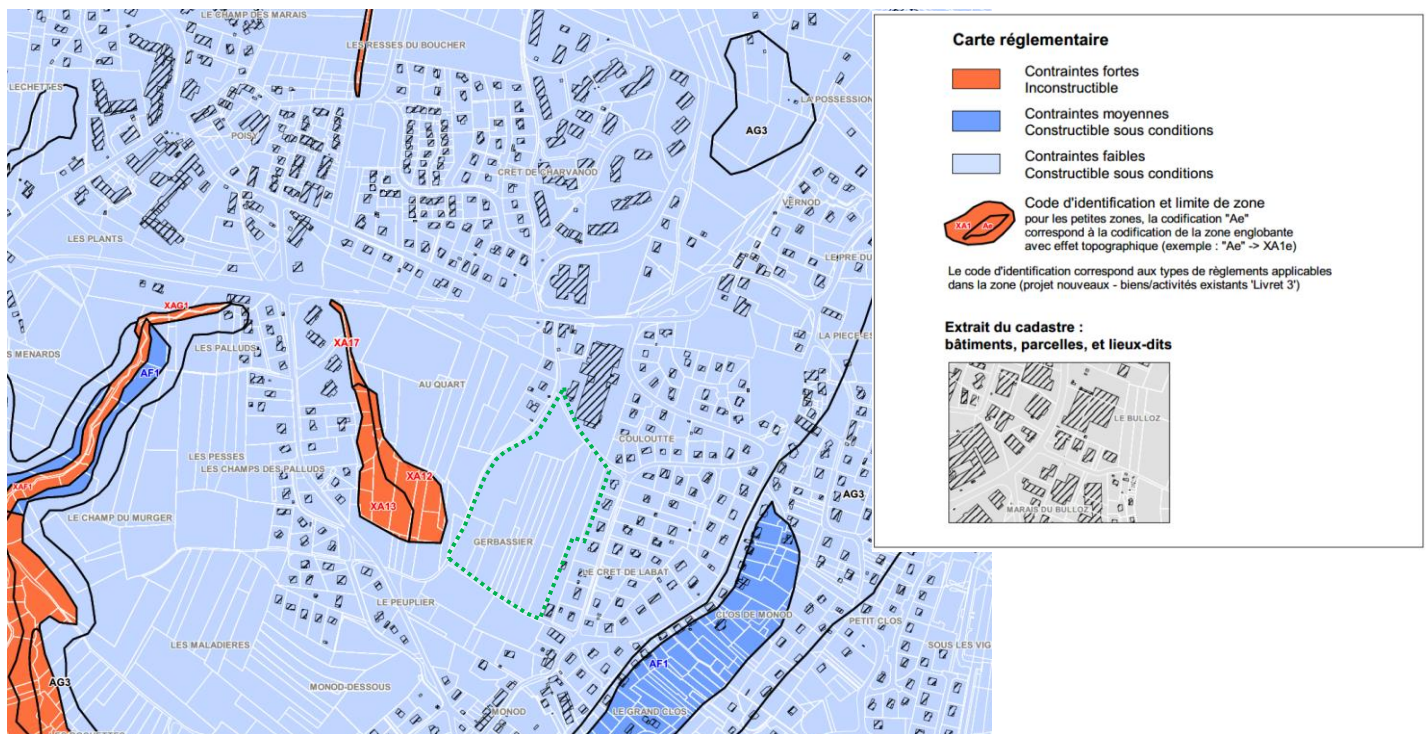 LE CHAMP DES MARAIS
LES RESSES DU BOUCHER
LECHETTES
LA POSSESSION
AG3
POISY
CRÊT DE CHARVANOD
VERNOD
LES PLANTS
LE PRE DU
XAG1
LES PALLUDS
XA17
LA PIECE ES
S MENARDS
AF1
AU QUART
COULOUTTE
LES PESSES
LES CHAMPS DES PALLUDS
XA12
XAF1
XA13
AG3
LE CHAMP DU MURGER
GERBASSIER
LE CRET DE LABAT
LE PEUPLIER
CLOS DE MONOD
PETIT CLOS
LES MALADIERES
SOUS LES VIG
AF1
AG3
MONOD-DESSOUS
MONOD
LE GRAND CLOS
Carte réglementaire
Contraintes fortes
Inconstructible
Contraintes moyennes
Constructible sous conditions
Contraintes faibles
Constructible sous conditions
XA1 Ae
Code d'identification et limite de zone
pour les petites zones, la codification "Ae"
correspond à la codification de la zone englobante
avec effet topographique (exemple : "Ae" -> XA1e)
Le code d'identification correspond aux types de règlements applicables
dans la zone (projet nouveaux - biens/activités existants 'Livret 3')
Extrait du cadastre :
bâtiments, parcelles, et lieux-dits
LE BULLOZ
MARAIS DU BULLOZ